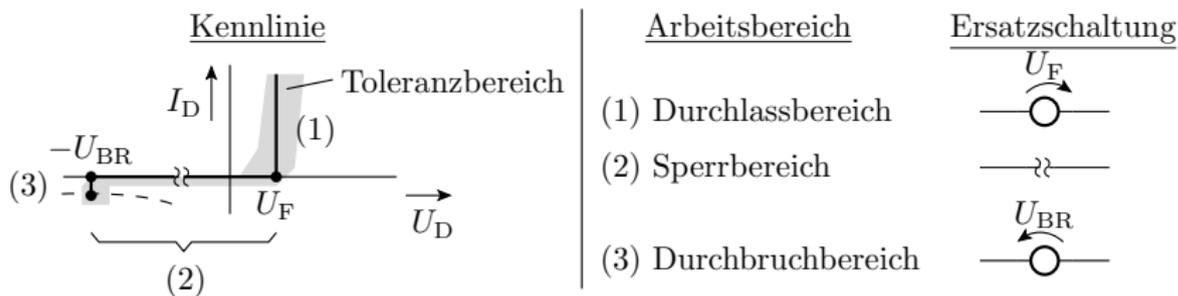 Kennlinie
I_D
Toleranzbereich
(1)
−U_BR
(3)
U_F
U_D
(2)
Arbeitsbereich
Ersatzschaltung
U_F
(1) Durchlassbereich
(2) Sperrbereich
U_BR
(3) Durchbruchbereich